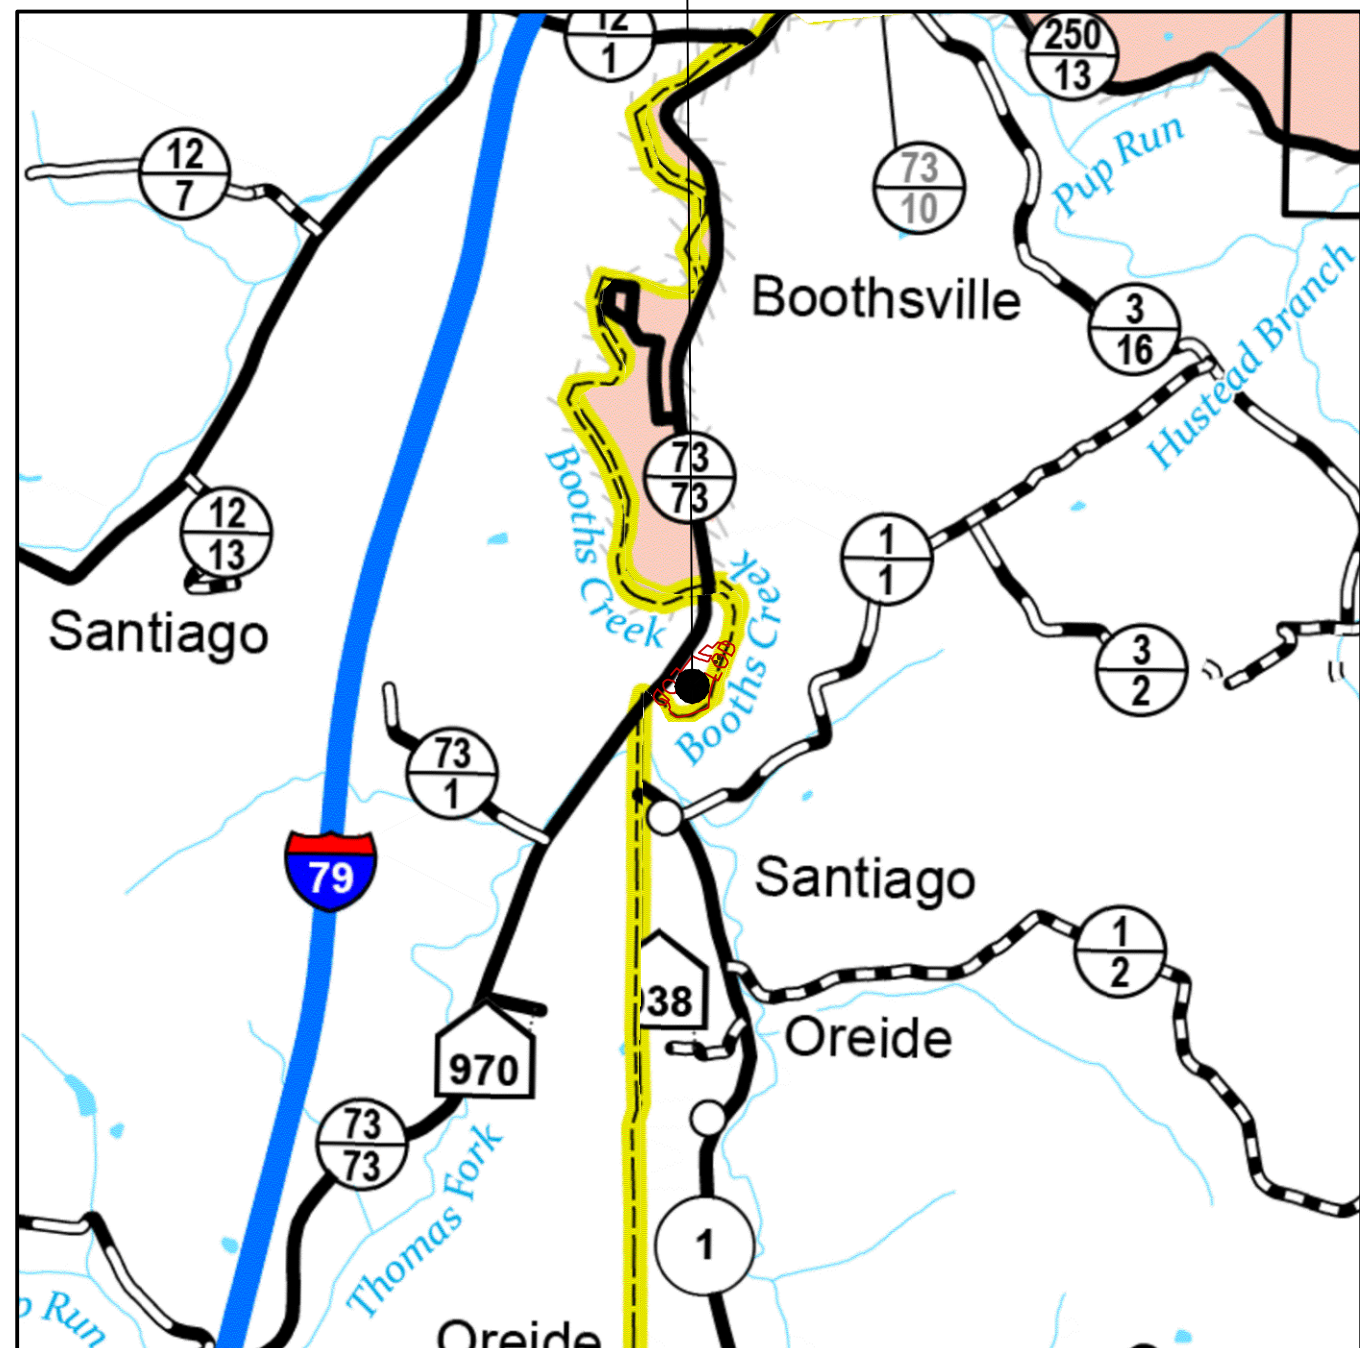 12
1
250
13
Pup Run
12
7
73
10
Boothsville
3
16
Hustead Branch
73
73
Booths Creek
12
13
1
1
Santiago
Booths Creek
3
2
73
1
79
Santiago
1
2
38
Oreide
970
73
73
Thomas Fork
1
Run
Oreide